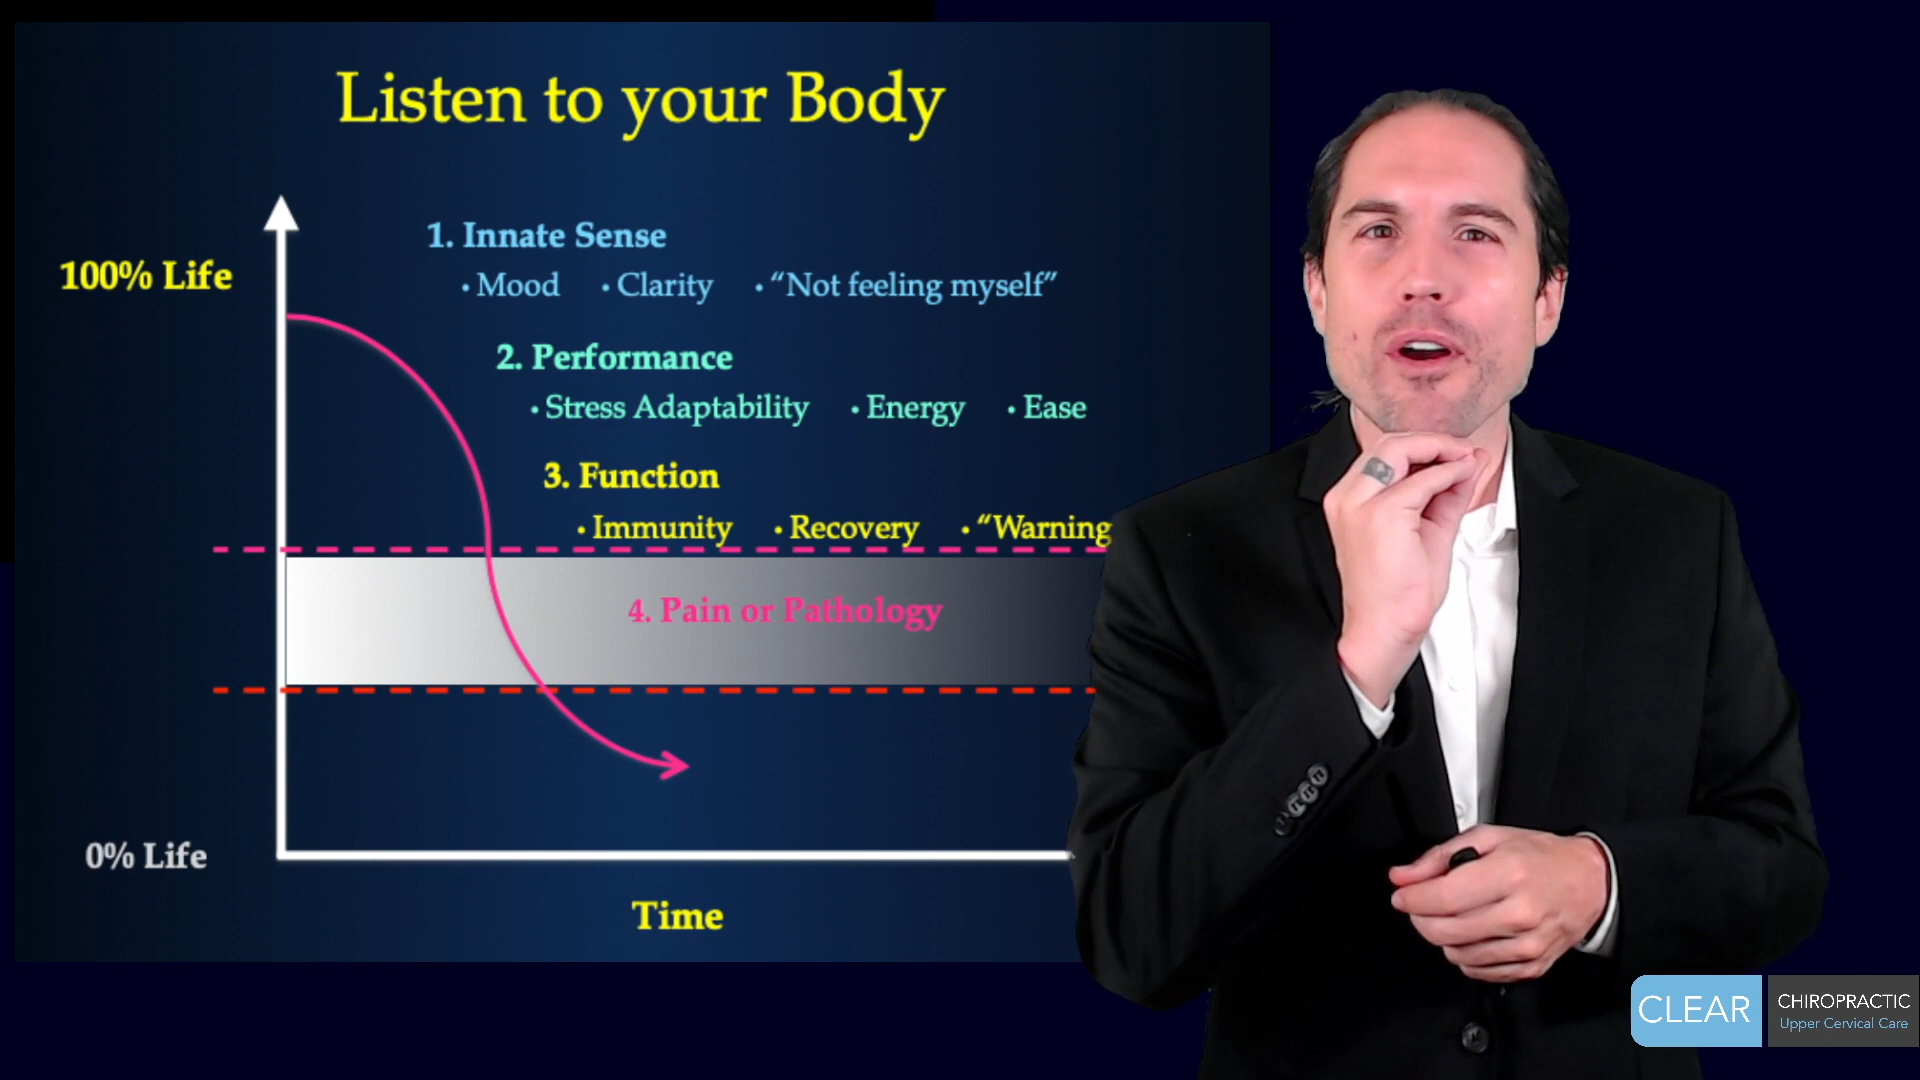 Listen to your Body
100% Life
1. Innate Sense
• Mood • Clarity • “Not feeling myself”
2. Performance
• Stress Adaptability • Energy • Ease
3. Function
• Immunity • Recovery • “Warning
4. Pain or Pathology
0% Life
Time
CLEAR
CHIROPRACTIC
Upper Cervical Care